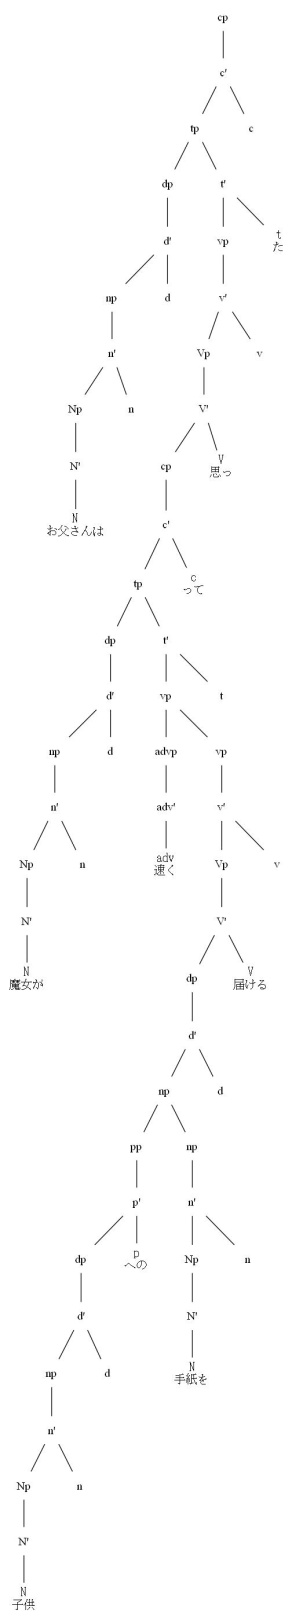 cp
c'
tp c
dp t'
d' vp t
た
np d v'
n' Vp v
Np n V'
N' cp V
思っ
N
お父さんは
c'
tp c
って
dp t'
d' vp t
np d advp vp
n' adv' v'
Np n adv
速く
Vp v
N' V'
N
魔女が
dp V
届ける
d'
np d
pp np
p' n'
dp p
への
Np n
d' N'
np d N
手紙を
n'
Np n
N'
N
子供